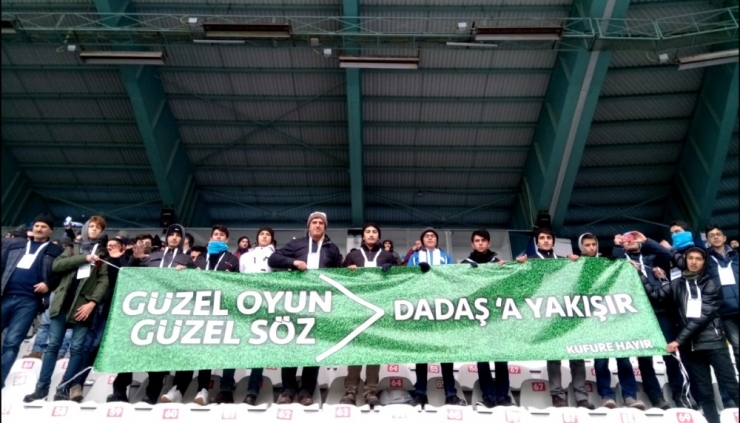 GÜZEL OYUN
GÜZEL SÖZ
> DADAŞ 'A YAKIŞIR
KÜFÜRE HAYIR